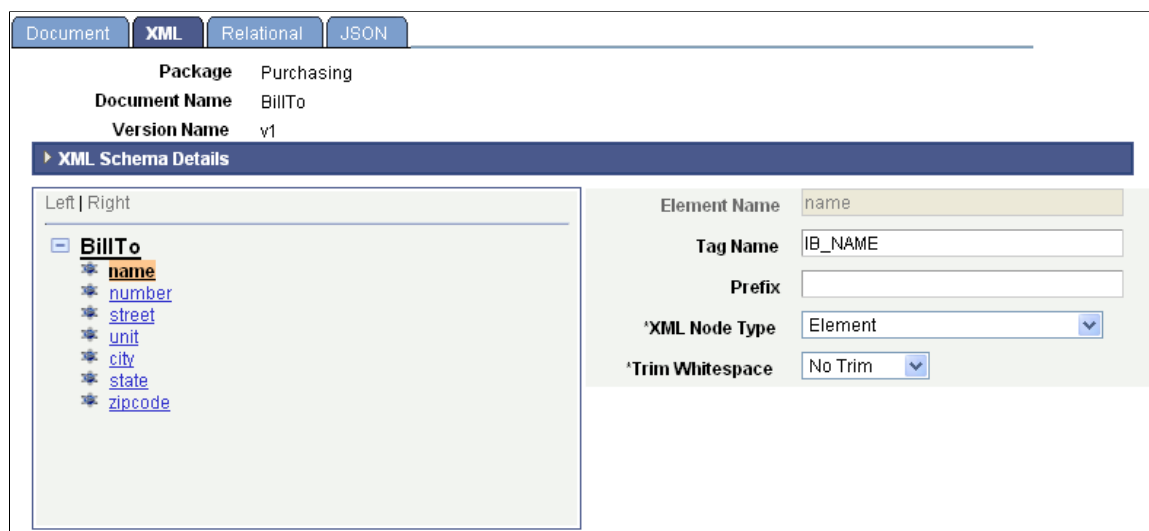 Document XML Relational JSON
Package Purchasing
Document Name BillTo
Version Name v1
XML Schema Details
Left | Right
BillTo
name
number
street
unit
city
state
zipcode
Element Name name
Tag Name IB_NAME
Prefix
*XML Node Type Element
*Trim Whitespace No Trim